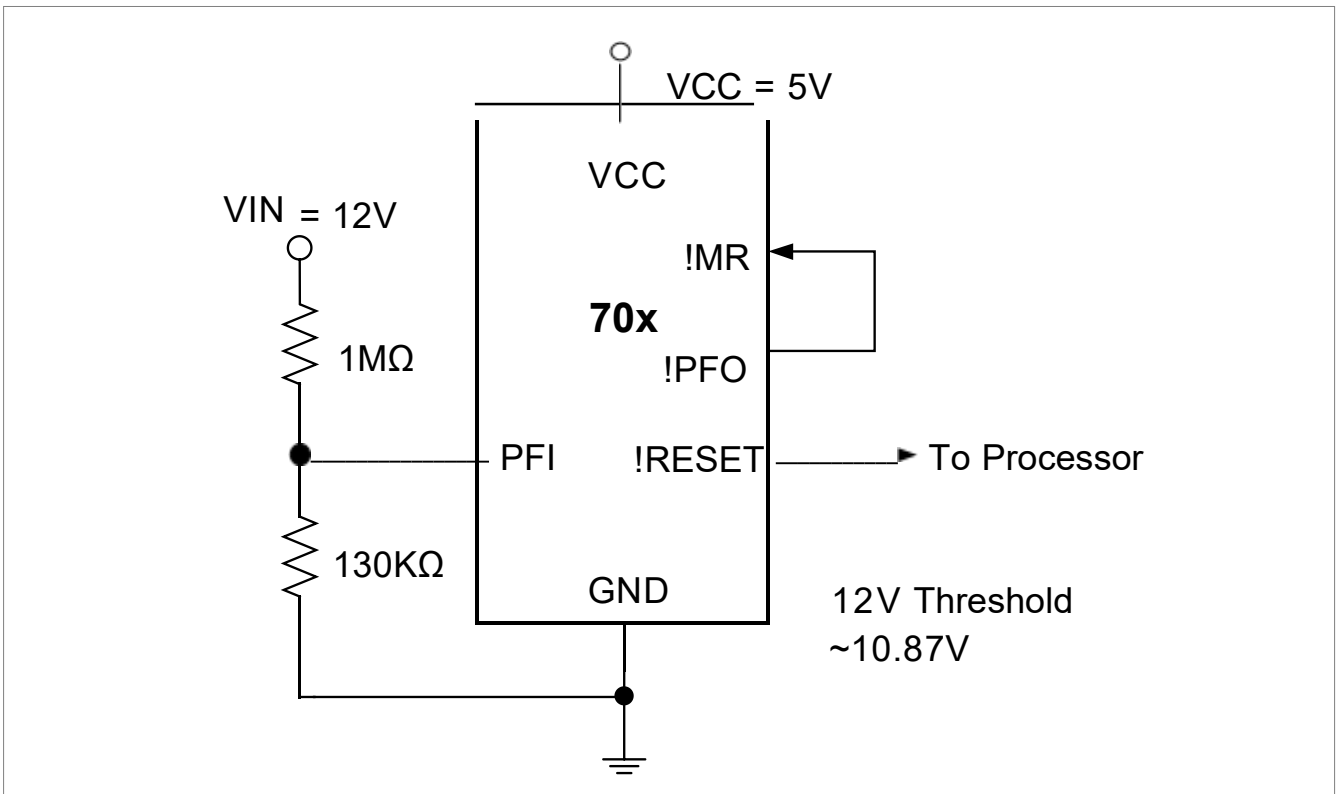 VCC = 5V
VCC
VIN = 12V
!MR
70x
1MΩ
!PFO
PFI
!RESET
To Processor
130KΩ
GND
12V Threshold
~10.87V